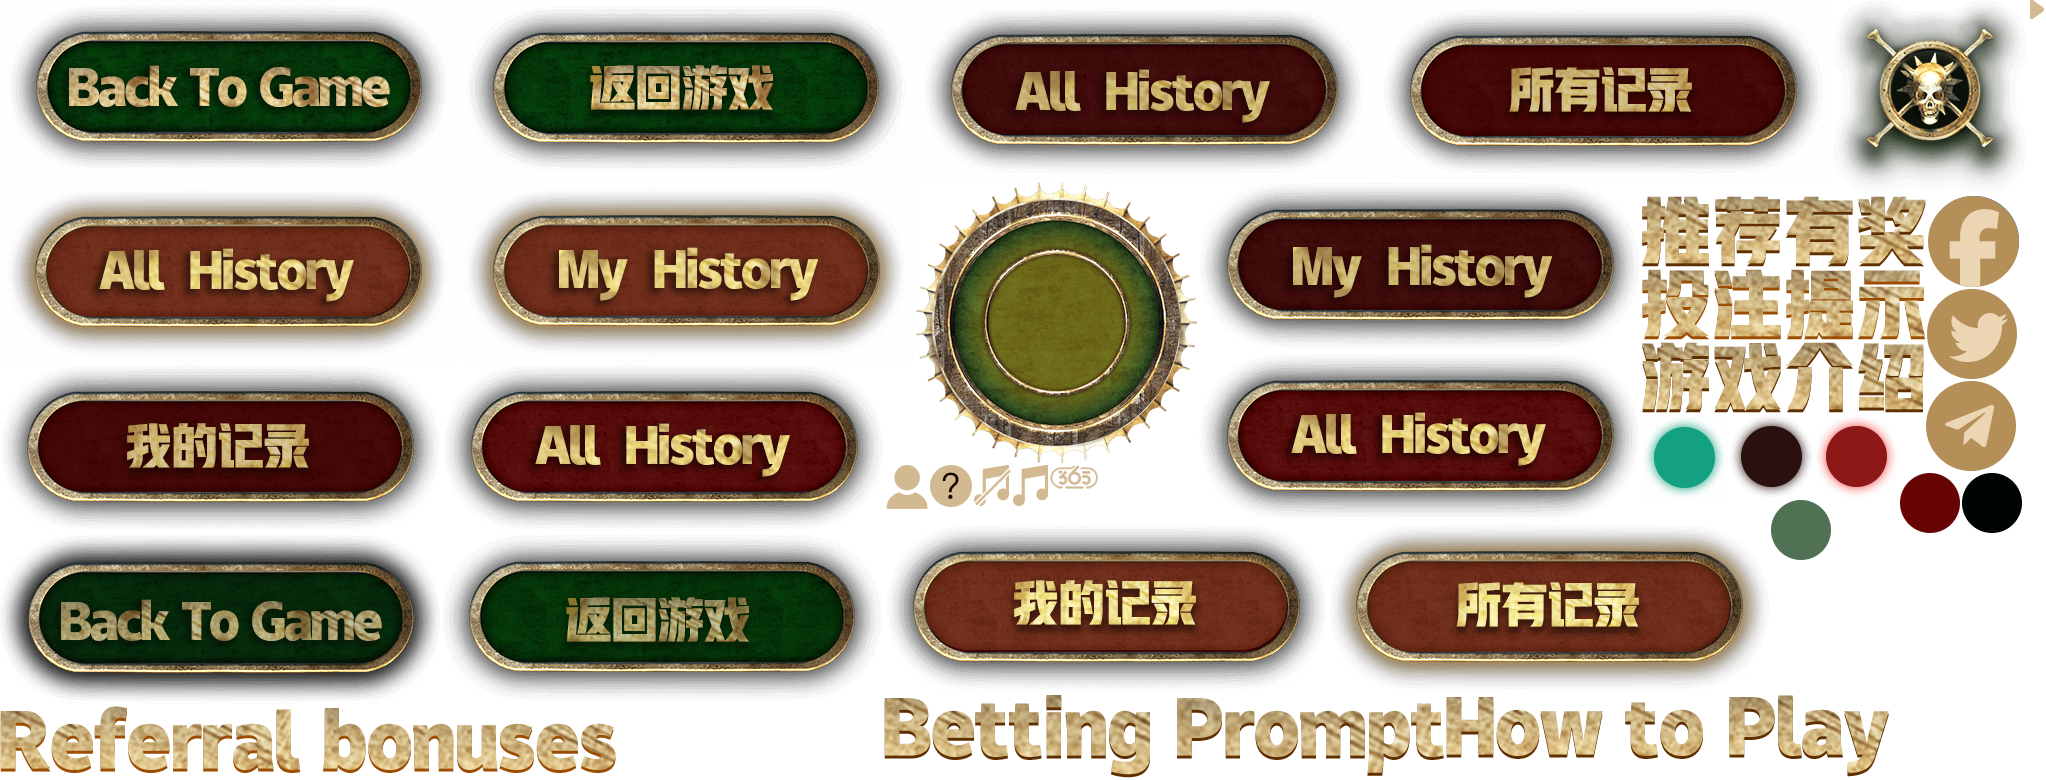 Back To Game
返回游戏
All History
所有记录
All History
My History
My History
推荐有奖
投注提示
游戏介绍
我的记录
All History
All History
?
365
Back To Game
返回游戏
我的记录
所有记录
Referral bonuses
Betting Prompt
How to Play